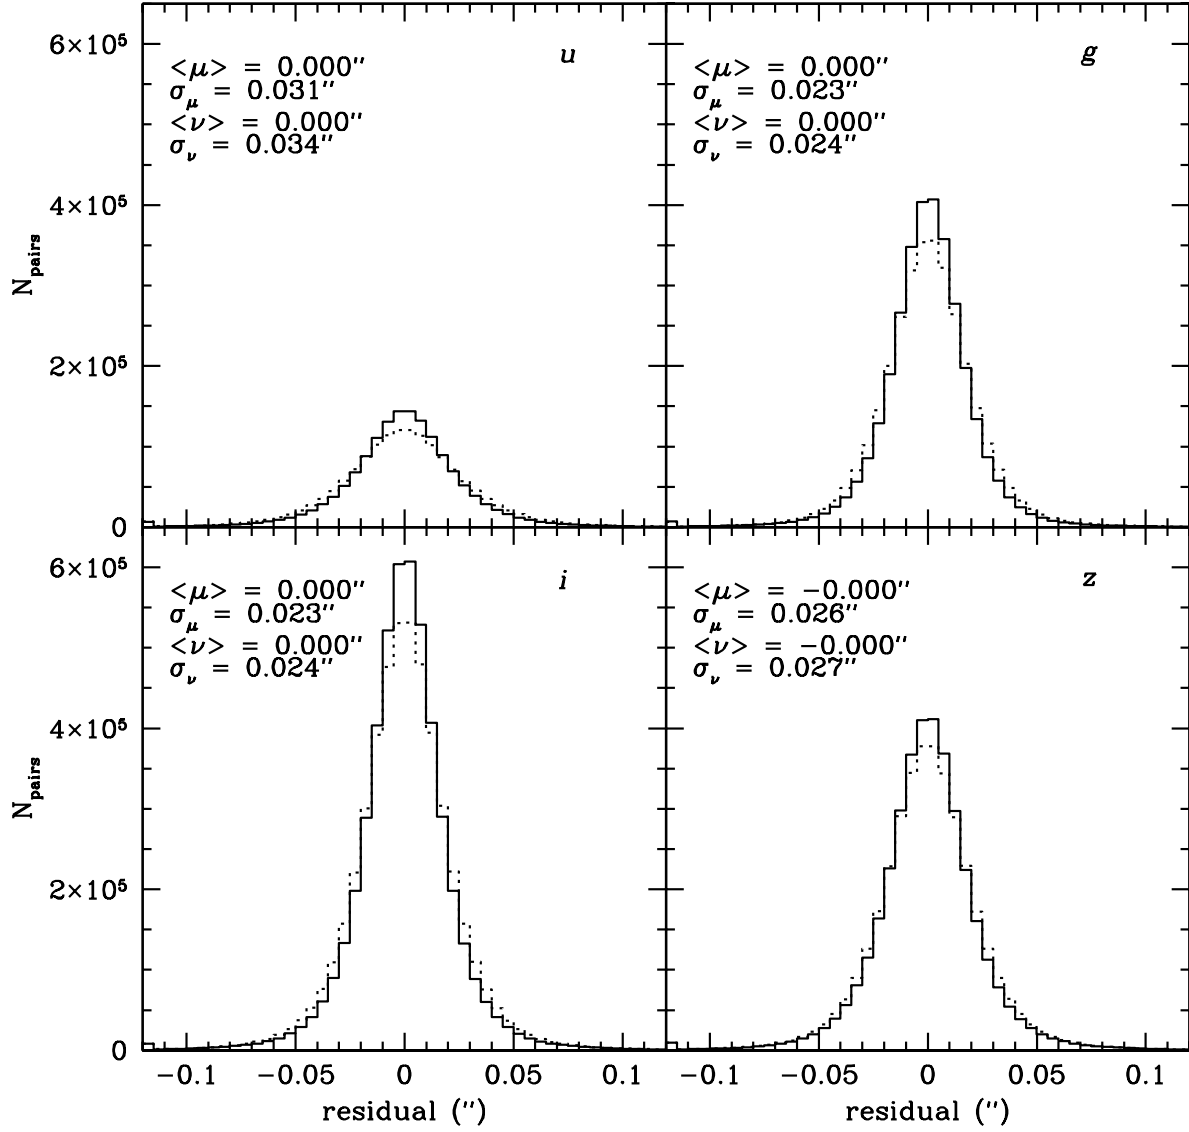 6×10⁵
4×10⁵
2×10⁵
0
N_pairs
u
<μ> = 0.000″
σ_μ = 0.031″
<ν> = 0.000″
σ_ν = 0.034″
g
<μ> = 0.000″
σ_μ = 0.023″
<ν> = 0.000″
σ_ν = 0.024″
6×10⁵
4×10⁵
2×10⁵
0
N_pairs
i
<μ> = 0.000″
σ_μ = 0.023″
<ν> = 0.000″
σ_ν = 0.024″
z
<μ> = −0.000″
σ_μ = 0.026″
<ν> = −0.000″
σ_ν = 0.027″
−0.1 −0.05 0 0.05 0.1
−0.1 −0.05 0 0.05 0.1
residual (″)
residual (″)